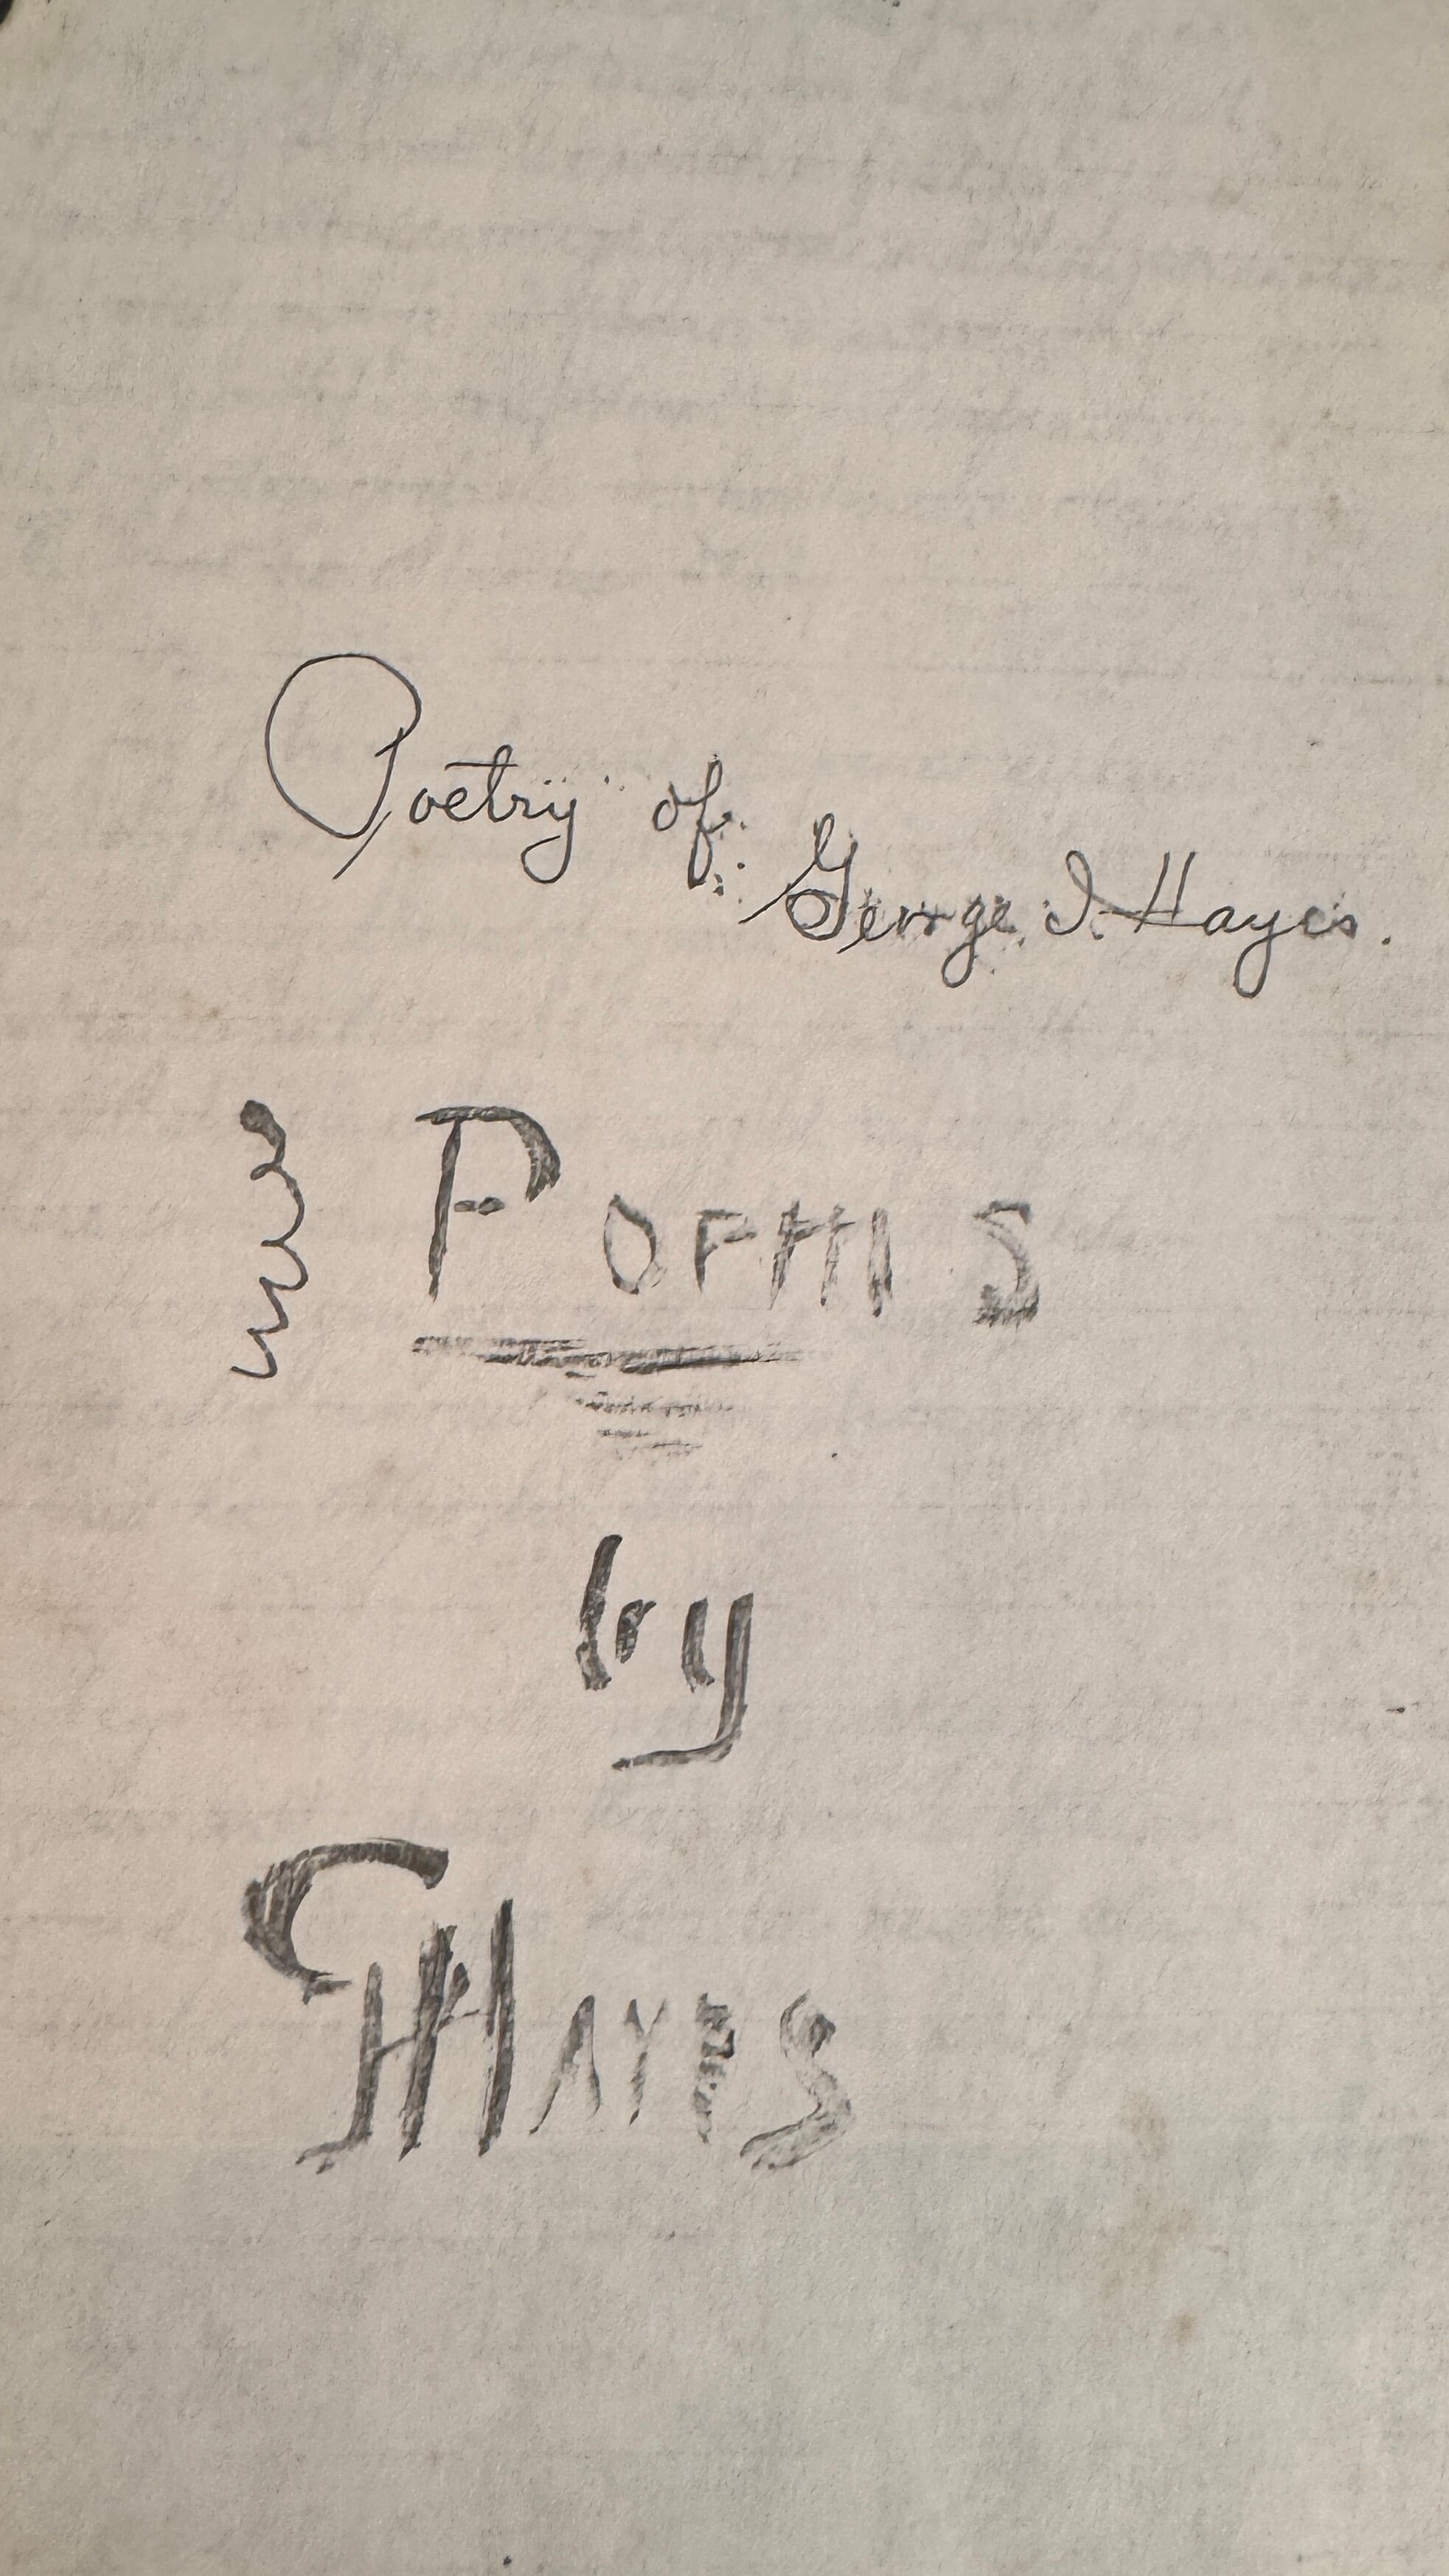 Poetry of George I. Hayes.
POEMS
by
G HAYES